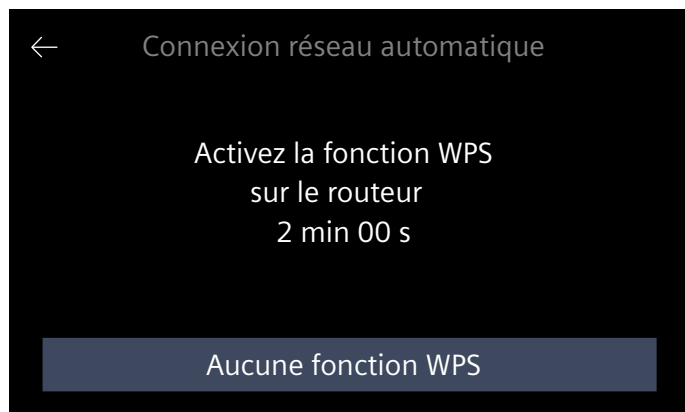 Connexion réseau automatique
Activez la fonction WPS
sur le routeur
2 min 00 s
Aucune fonction WPS